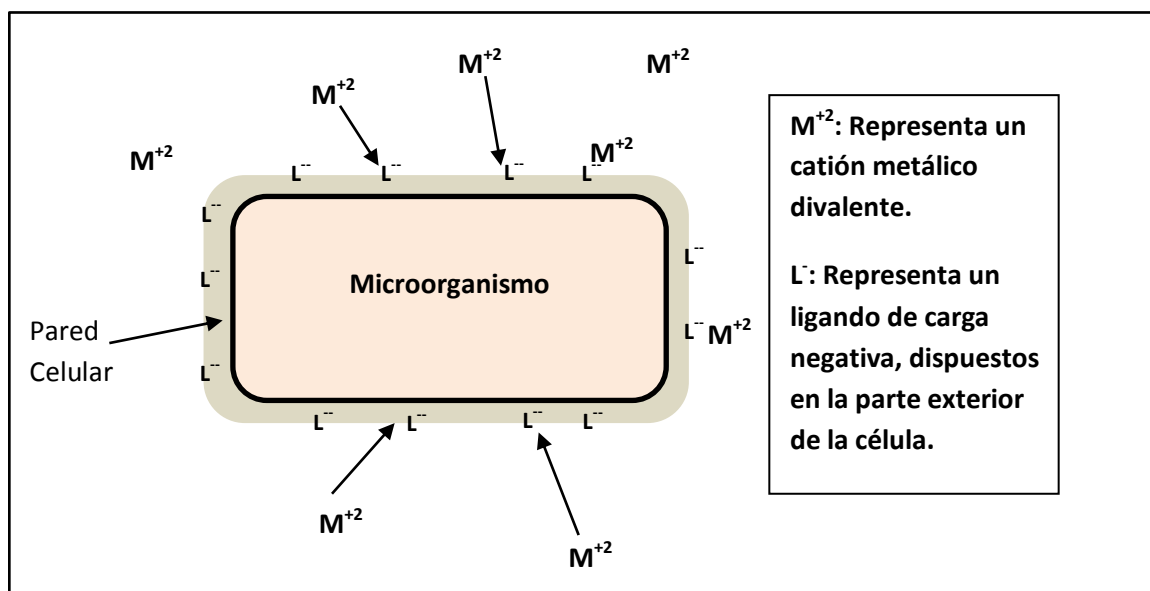 M⁺²
M⁺²
M⁺²
M⁺²
M⁺²
L⁻⁻
L⁻⁻
L⁻⁻
L⁻⁻
L⁻⁻
L⁻⁻
L⁻⁻
Microorganismo
L⁻⁻
M⁺²
Pared
Celular
L⁻⁻
L⁻⁻
L⁻⁻
L⁻⁻
L⁻⁻
M⁺²
M⁺²
M⁺²: Representa un
catión metálico
divalente.
L⁻: Representa un
ligando de carga
negativa, dispuestos
en la parte exterior
de la célula.